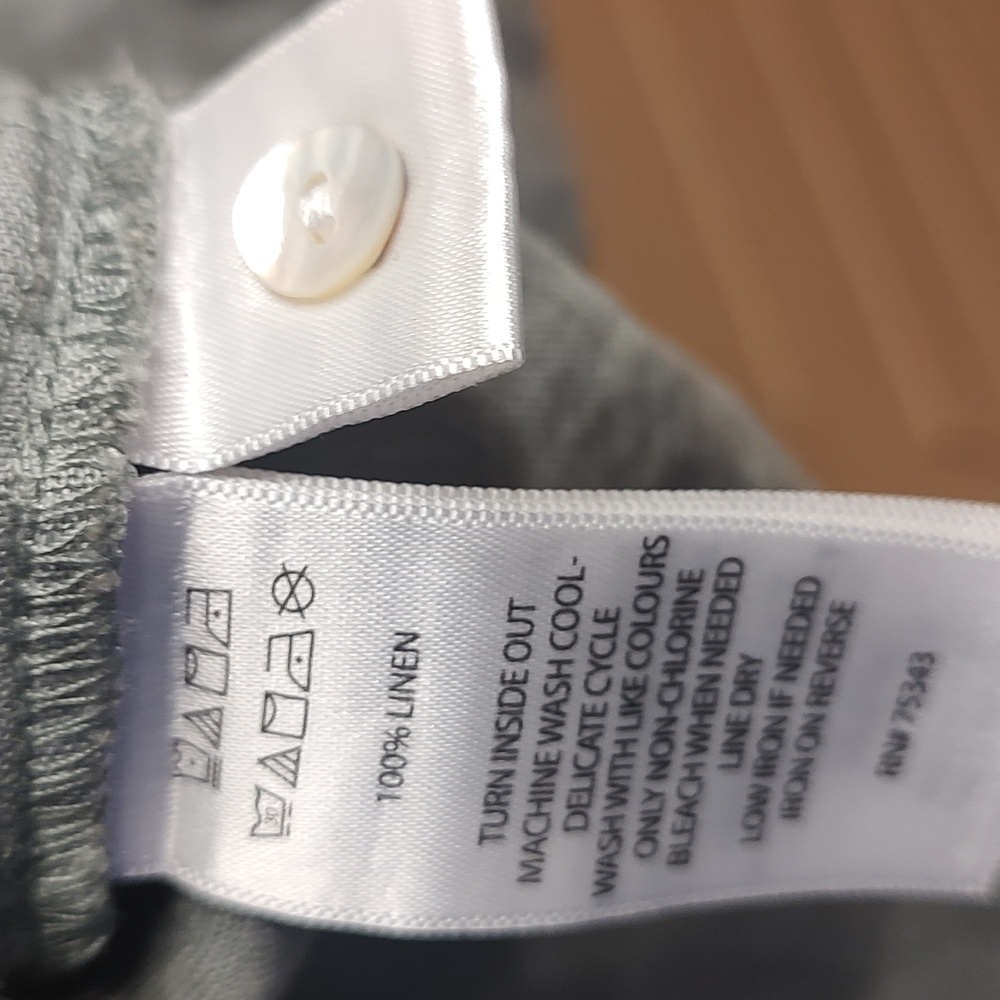 30
100% LINEN
TURN INSIDE OUT
MACHINE WASH COOL-
DELICATE CYCLE
WASH WITH LIKE COLOURS
ONLY NON-CHLORINE
BLEACH WHEN NEEDED
LINE DRY
LOW IRON IF NEEDED
IRON ON REVERSE
RN# 75343